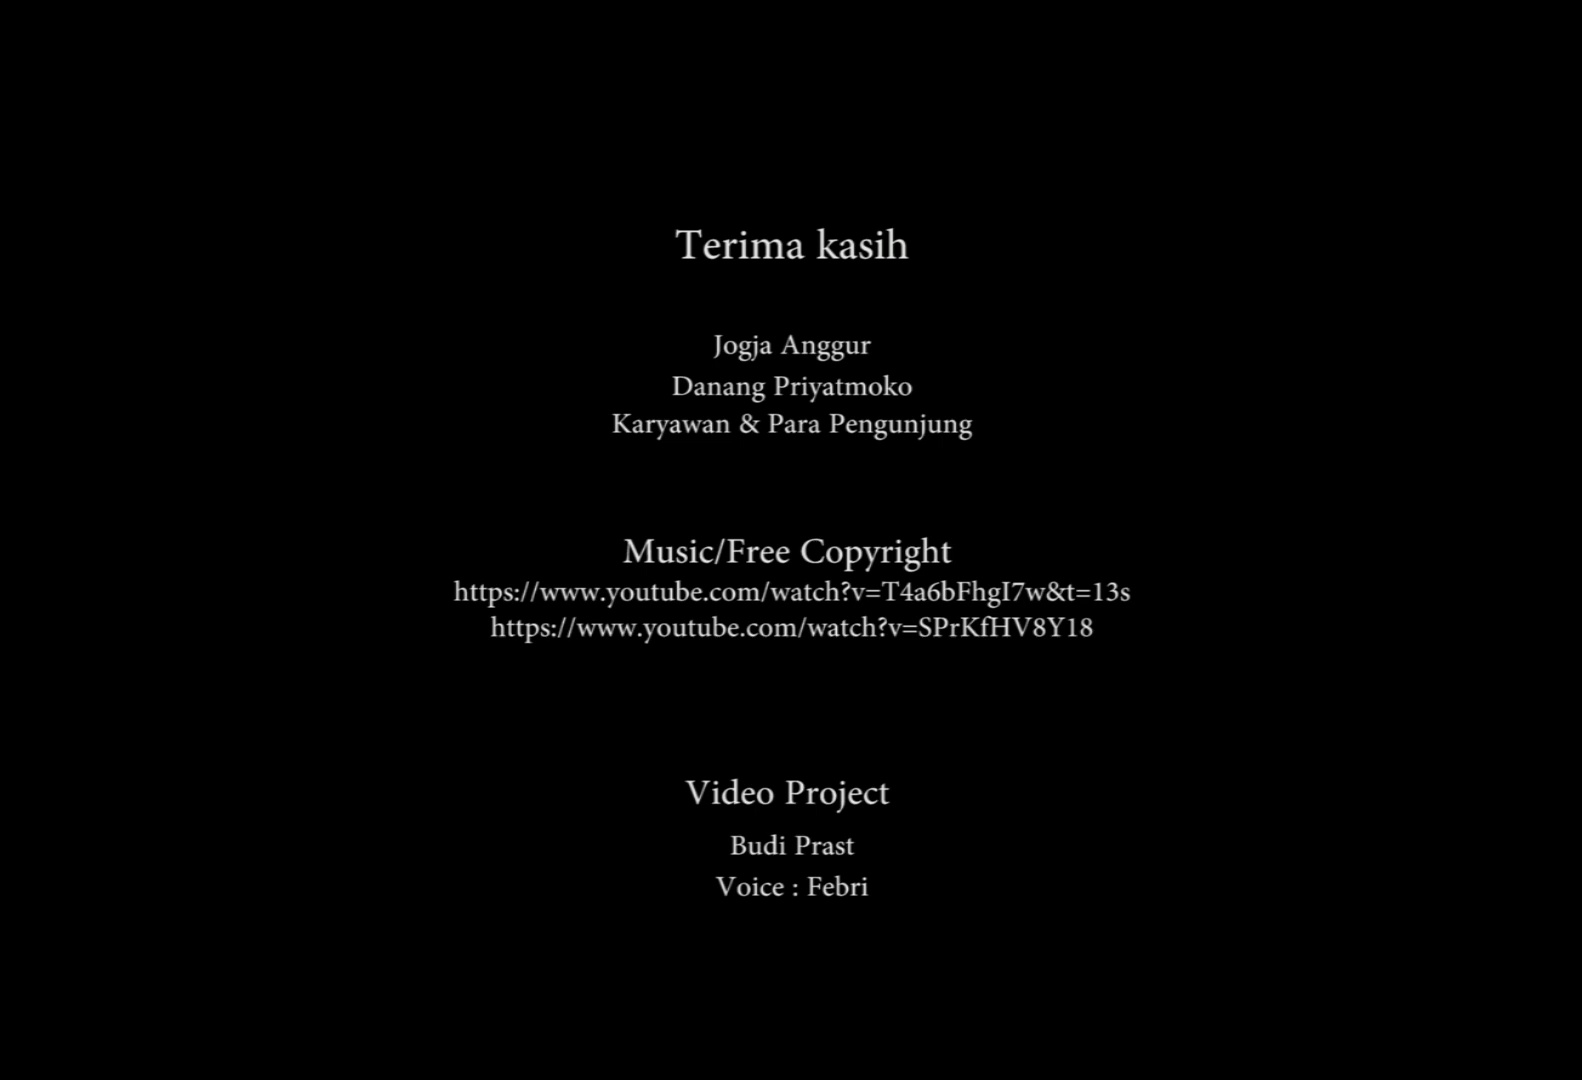 Terima kasih
Jogja Anggur
Danang Priyatmoko
Karyawan & Para Pengunjung
Music/Free Copyright
https://www.youtube.com/watch?v=T4a6bFhgI7w&t=13s
https://www.youtube.com/watch?v=SPrKfHV8Y18
Video Project
Budi Prast
Voice : Febri